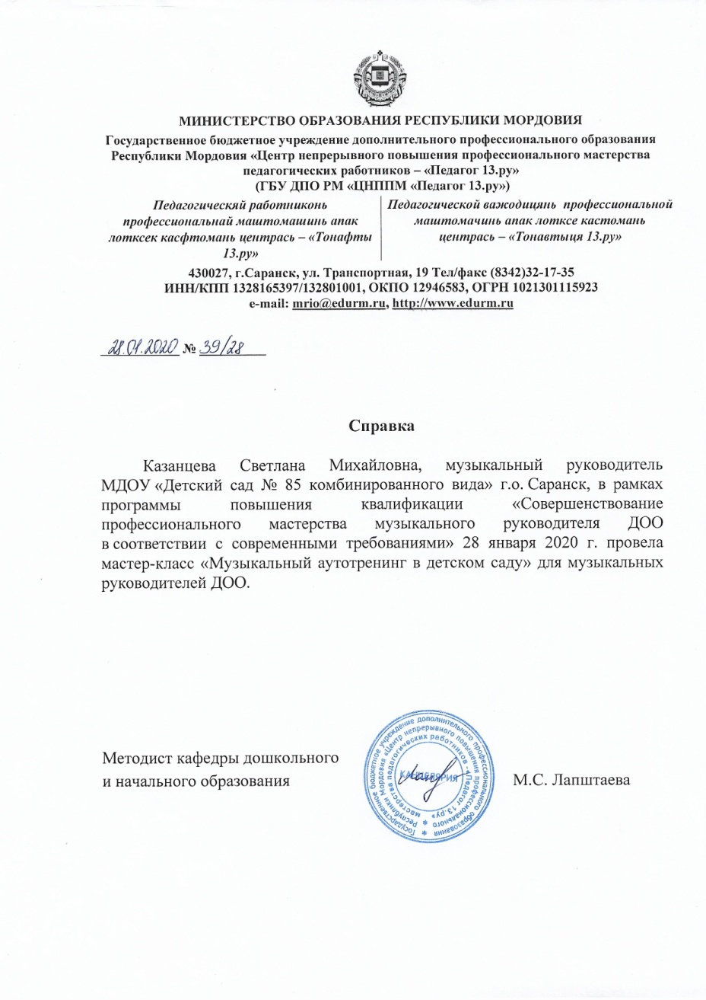 МИНИСТЕРСТВО ОБРАЗОВАНИЯ РЕСПУБЛИКИ МОРДОВИЯ
Государственное бюджетное учреждение дополнительного профессионального образования
Республики Мордовия «Центр непрерывного повышения профессионального мастерства
педагогических работников – «Педагог 13.ру»
(ГБУ ДПО РМ «ЦНППМ «Педагог 13.ру»)
Педагогическяй работниконь
профессиональнай маштомашинь апак
лотксек касфтомань центрась – «Тонафты
13.ру»
Педагогической важодицянь профессиональной
маштомачинь апак лотксе кастомань
центрась – «Тонавтыця 13.ру»
430027, г.Саранск, ул. Транспортная, 19 Тел/факс (8342)32-17-35
ИНН/КПП 1328165397/132801001, ОКПО 12946583, ОГРН 1021301115923
e-mail: mrio@edurm.ru, http://www.edurm.ru
28.01.2020 № 39/28
Справка
Казанцева Светлана Михайловна, музыкальный руководитель
МДОУ «Детский сад № 85 комбинированного вида» г.о. Саранск, в рамках
программы повышения квалификации «Совершенствование
профессионального мастерства музыкального руководителя ДОО
в соответствии с современными требованиями» 28 января 2020 г. провела
мастер-класс «Музыкальный аутотренинг в детском саду» для музыкальных
руководителей ДОО.
Методист кафедры дошкольного
и начального образования
Государственное бюджетное учреждение дополнительного профессионального образования
Республики Мордовия «Центр непрерывного повышения профессионального
мастерства педагогических работников - «Педагог 13.ру»
КАНЦЕЛЯРИЯ
М.С. Лапштаева